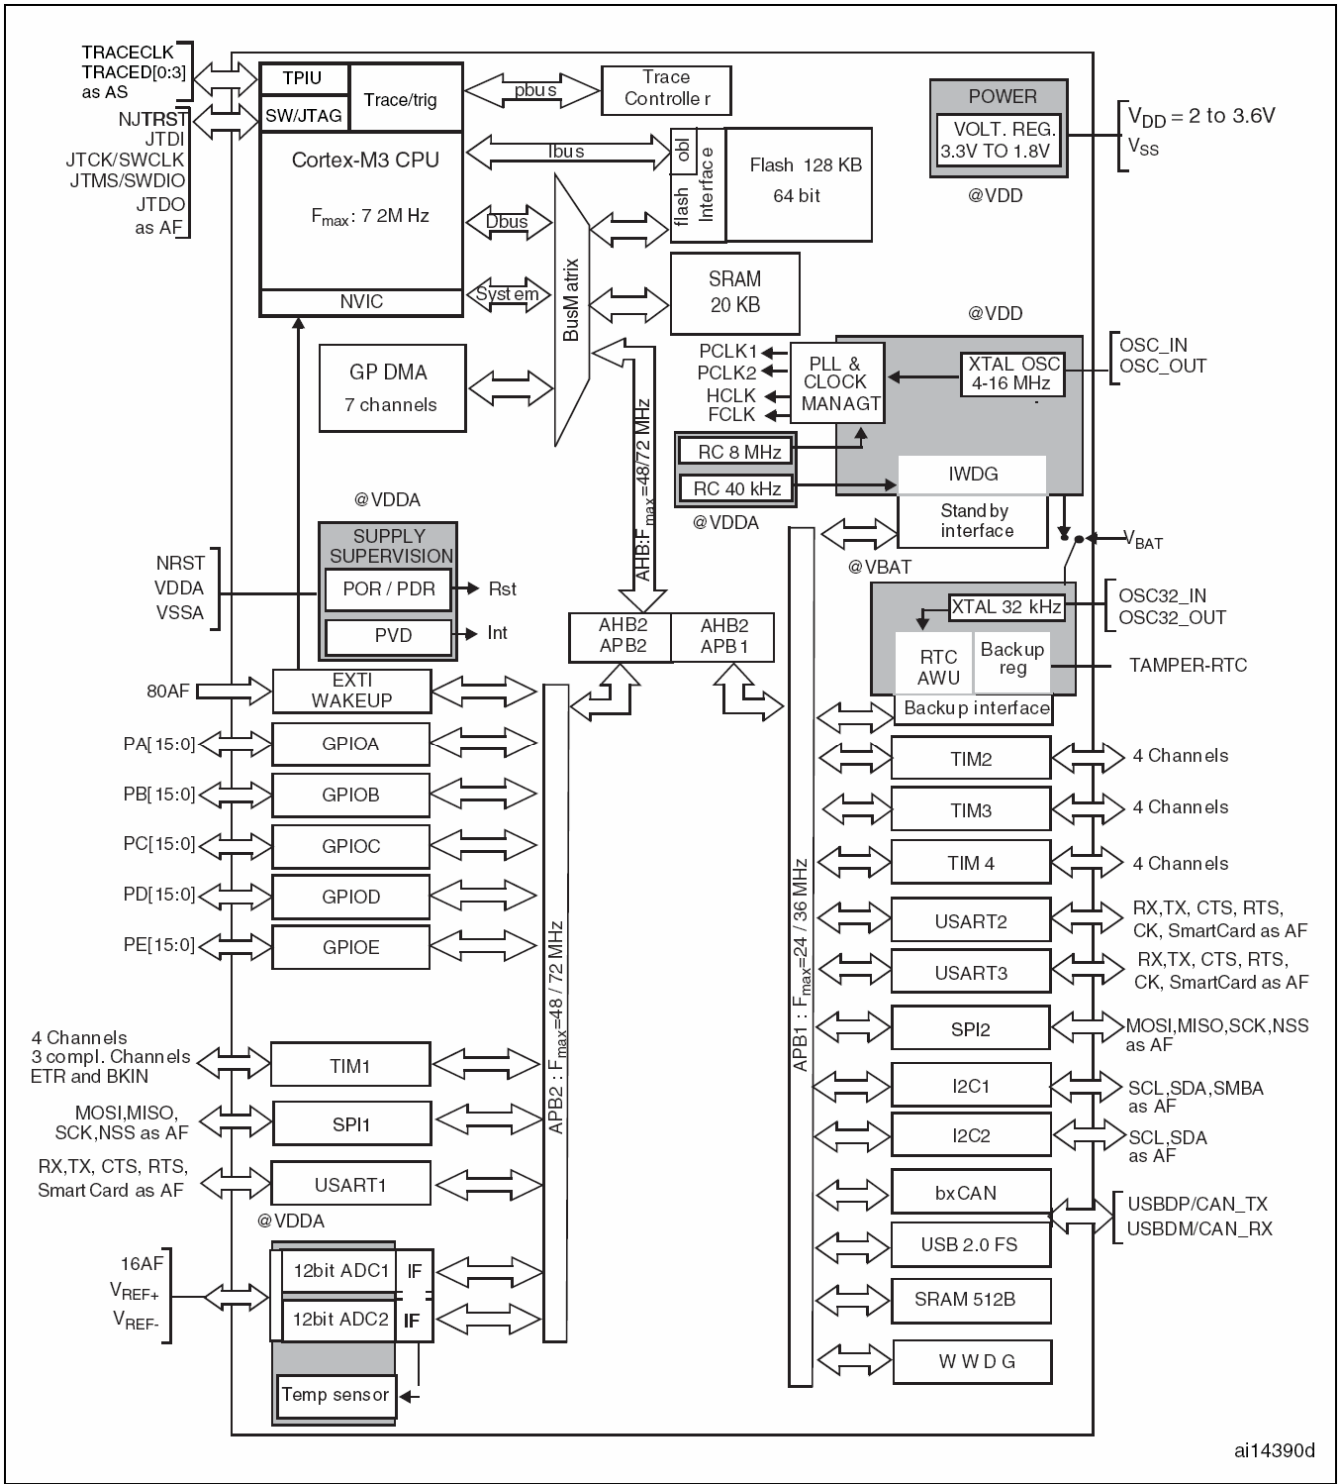 TRACECLK
TRACED[0:3]
as AS
NJTRST
JTDI
JTCK/SWCLK
JTMS/SWDIO
JTDO
as AF
TPIU
SW/JTAG
Trace/trig
Cortex-M3 CPU
Fmax: 7 2M Hz
NVIC
pbus
Trace
Controller
Ibus
Dbus
System
BusMatrix
obl
flash
Interface
Flash 128 KB
64 bit
SRAM
20 KB
POWER
VOLT. REG.
3.3V TO 1.8V
@VDD
VDD = 2 to 3.6V
VSS
GP DMA
7 channels
AHB:Fmax=48/72 MHz
@VDD
PCLK1
PCLK2
HCLK
FCLK
PLL &
CLOCK
MANAGT
XTAL OSC
4-16 MHz
OSC_IN
OSC_OUT
RC 8 MHz
RC 40 kHz
@VDDA
IWDG
Standby
interface
VBAT
@VBAT
XTAL 32 kHz
OSC32_IN
OSC32_OUT
RTC
AWU
Backup
reg
TAMPER-RTC
Backup interface
@VDDA
SUPPLY
SUPERVISION
POR / PDR
Rst
PVD
Int
NRST
VDDA
VSSA
AHB2
APB2
AHB2
APB1
80AF
EXTI
WAKEUP
PA[15:0]
GPIOA
PB[15:0]
GPIOB
PC[15:0]
GPIOC
PD[15:0]
GPIOD
PE[15:0]
GPIOE
4 Channels
3 compl. Channels
ETR and BKIN
TIM1
MOSI,MISO,
SCK,NSS as AF
SPI1
RX,TX, CTS, RTS,
SmartCard as AF
USART1
@VDDA
16AF
VREF+
VREF-
12bit ADC1
IF
12bit ADC2
IF
Temp sensor
APB2 : Fmax=48 / 72 MHz
APB1 : Fmax=24 / 36 MHz
TIM2
4 Channels
TIM3
4 Channels
TIM 4
4 Channels
USART2
RX,TX, CTS, RTS,
CK, SmartCard as AF
USART3
RX,TX, CTS, RTS,
CK, SmartCard as AF
SPI2
MOSI,MISO,SCK,NSS
as AF
I2C1
SCL,SDA,SMBA
as AF
I2C2
SCL,SDA
as AF
bxCAN
USBDP/CAN_TX
USBDM/CAN_RX
USB 2.0 FS
SRAM 512B
W W D G
ai14390d